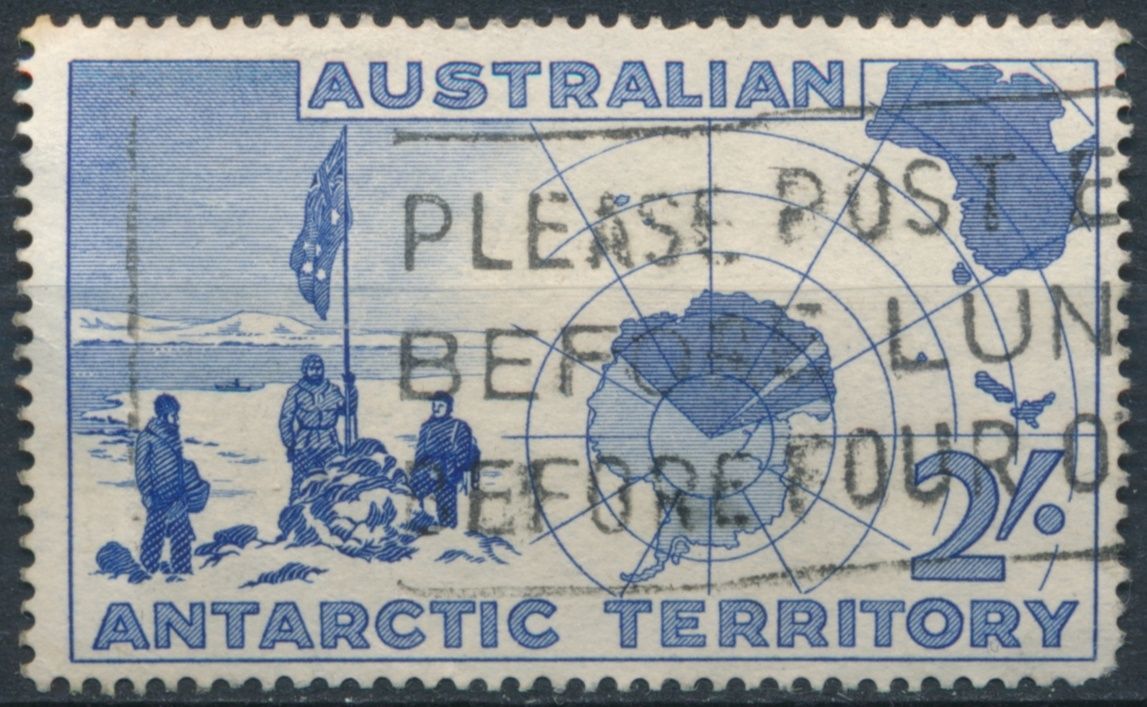 AUSTRALIAN
PLEASE POST E
BEFORE LUN
BEFORE FOUR O
2/.
ANTARCTIC TERRITORY